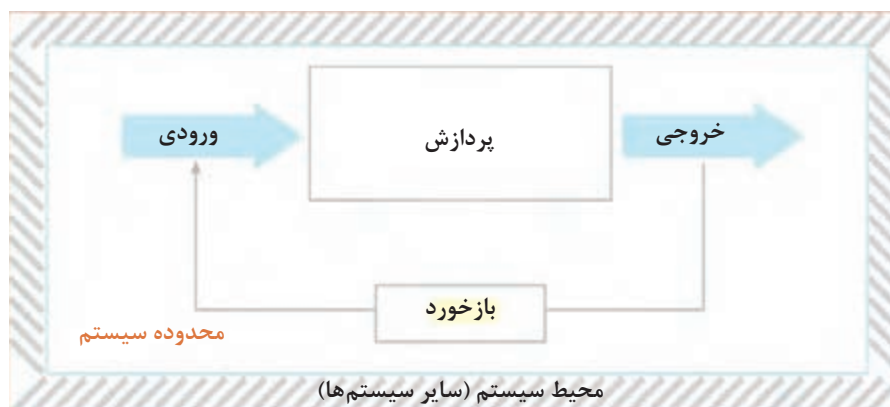 ورودی
پردازش
خروجی
بازخورد
محدوده سیستم
محیط سیستم (سایر سیستم‌ها)